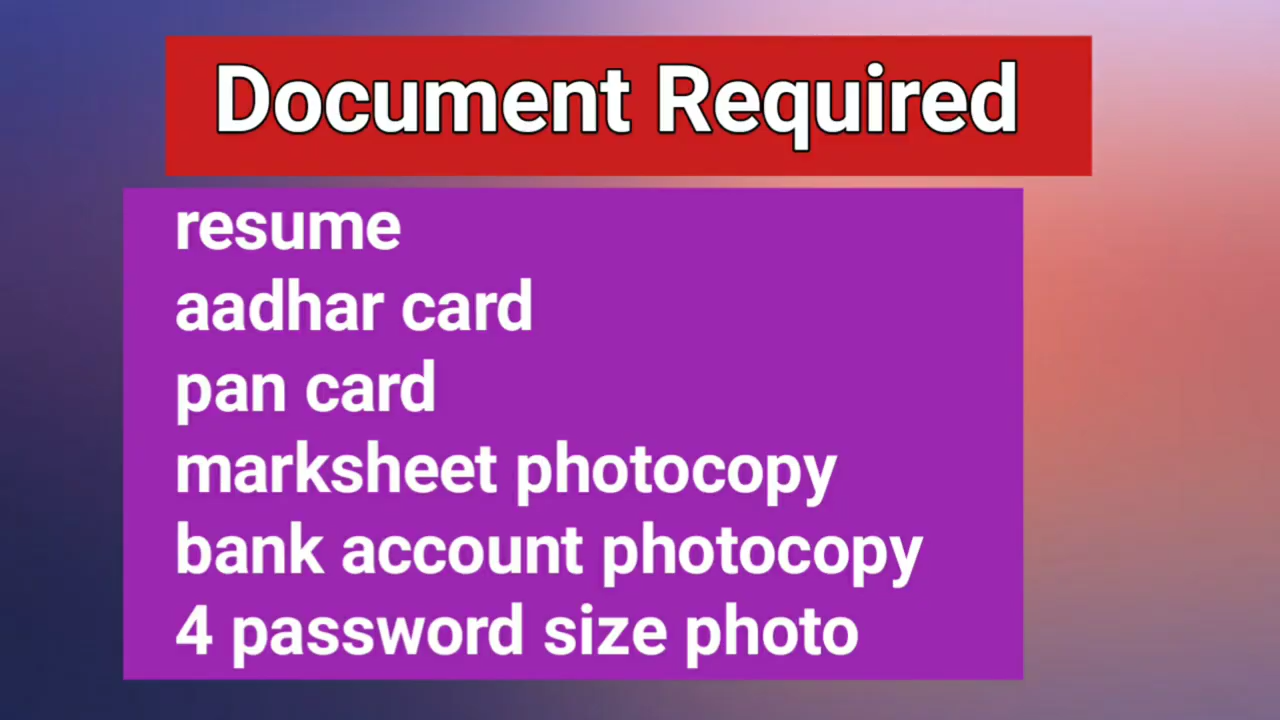 Document Required
resume
aadhar card
pan card
marksheet photocopy
bank account photocopy
4 password size photo